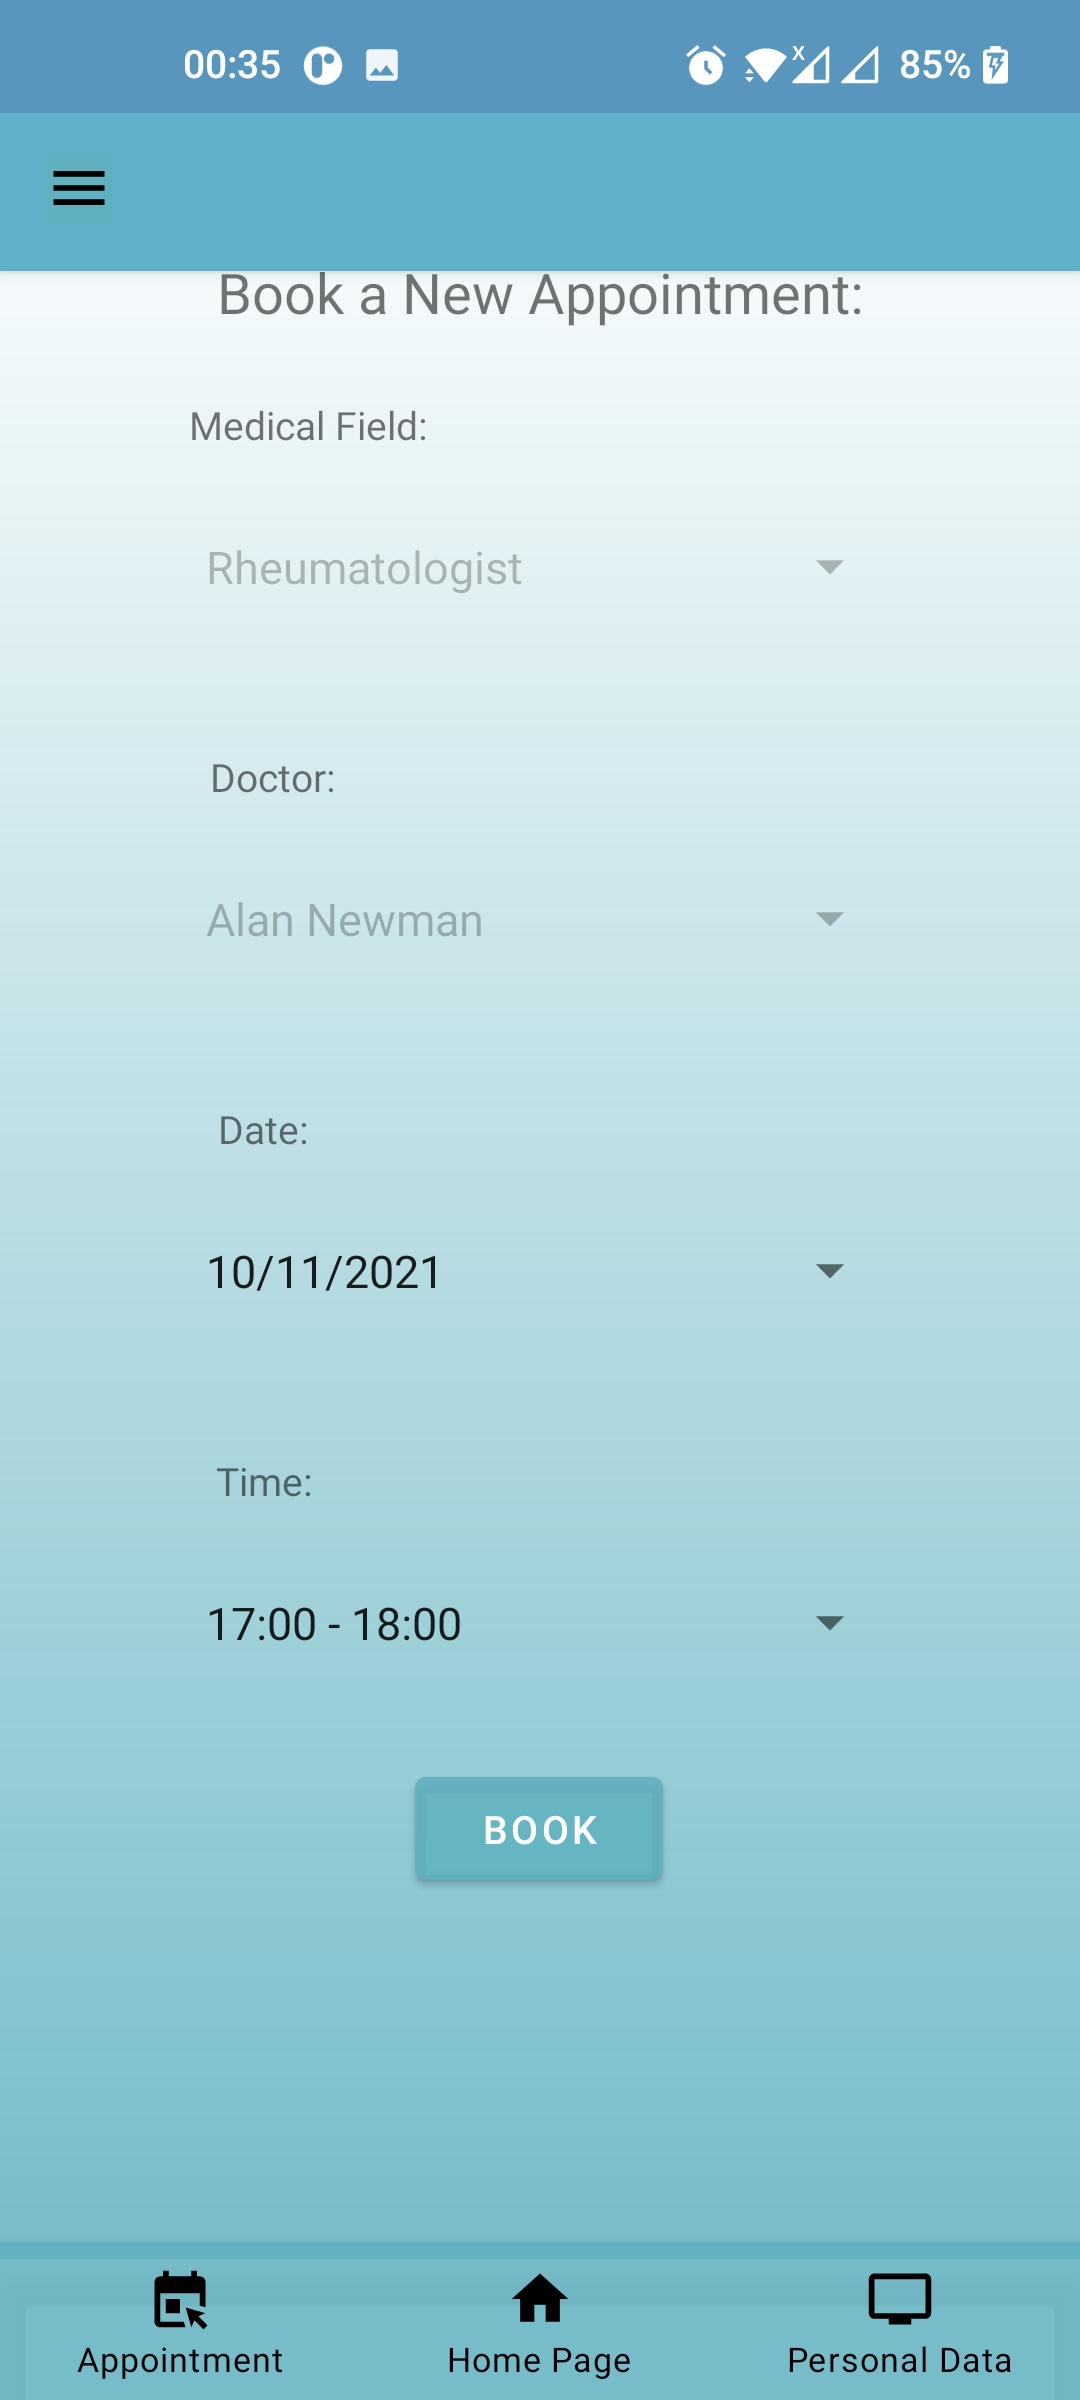 00:35
85%
Book a New Appointment:
Medical Field:
Rheumatologist
Doctor:
Alan Newman
Date:
10/11/2021
Time:
17:00 - 18:00
BOOK
Appointment Home Page Personal Data